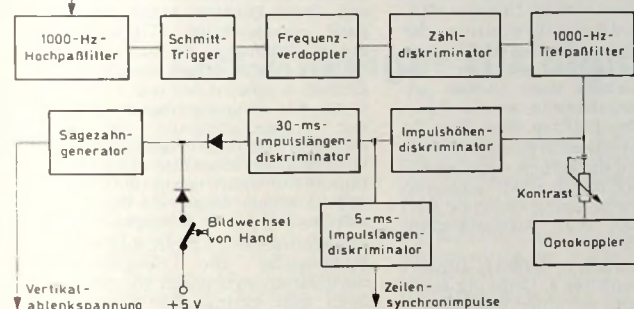 1000-Hz-
Hochpaßfilter
Schmitt-
Trigger
Frequenz-
verdoppler
Zähl-
diskriminator
1000-Hz-
Tiefpaßfilter
Sägezahn-
generator
30-ms-
Impulslängen-
diskriminator
Impulshöhen-
diskriminator
Kontrast
Bildwechsel
von Hand
5-ms-
Impulslängen-
diskriminator
Optokoppler
Vertikal-
ablenkspannung
+5 V
Zeilen-
synchronimpulse